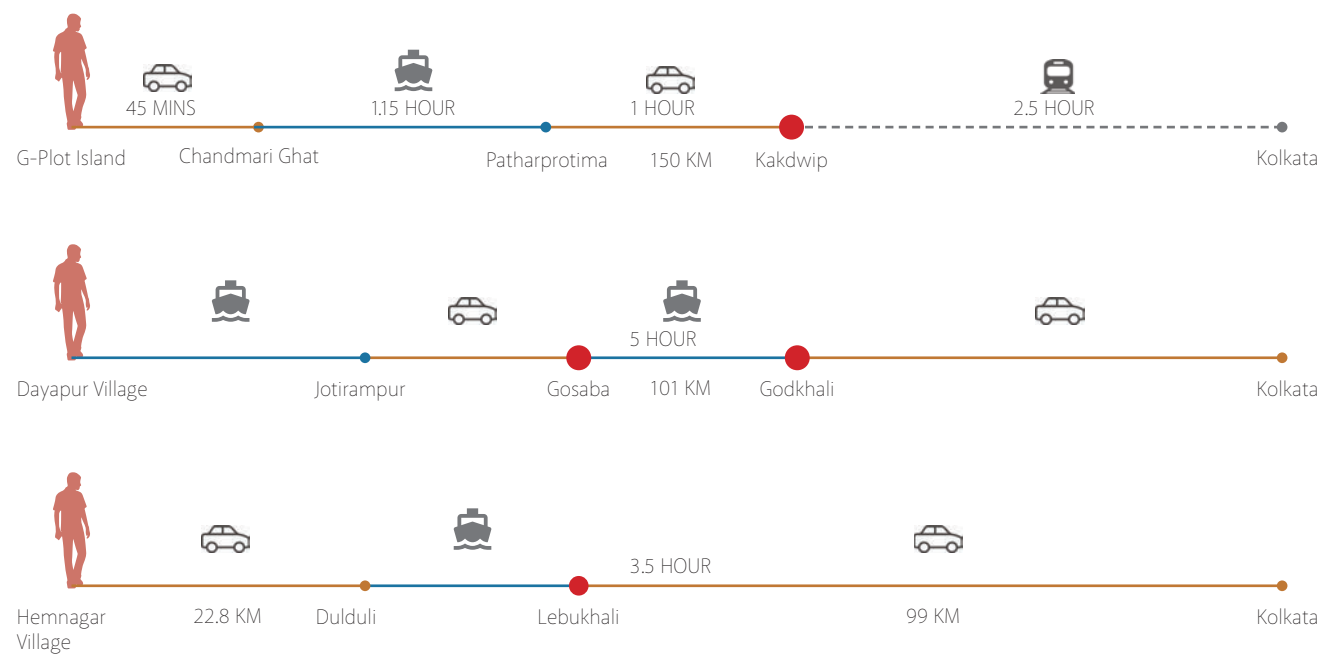 45 MINS
1.15 HOUR
1 HOUR
2.5 HOUR
G-Plot Island
Chandmari Ghat
Patharprotima
150 KM
Kakdwip
Kolkata
5 HOUR
Dayapur Village
Jotirampur
Gosaba
101 KM
Godkhali
Kolkata
3.5 HOUR
Hemnagar
Village
22.8 KM
Dulduli
Lebukhali
99 KM
Kolkata